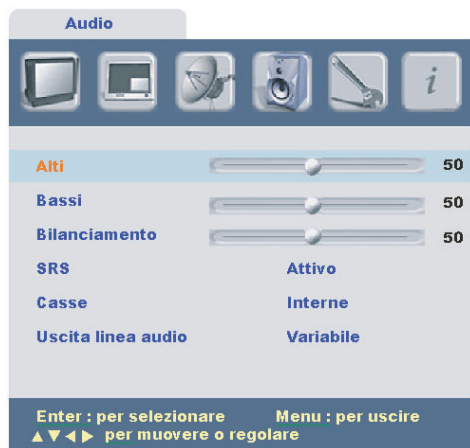 Audio
i
Alti 50
Bassi 50
Bilanciamento 50
SRS Attivo
Casse Interne
Uscita linea audio Variabile
Enter : per selezionare Menu : per uscire
▲ ▼ ◀ ▶ per muovere o regolare